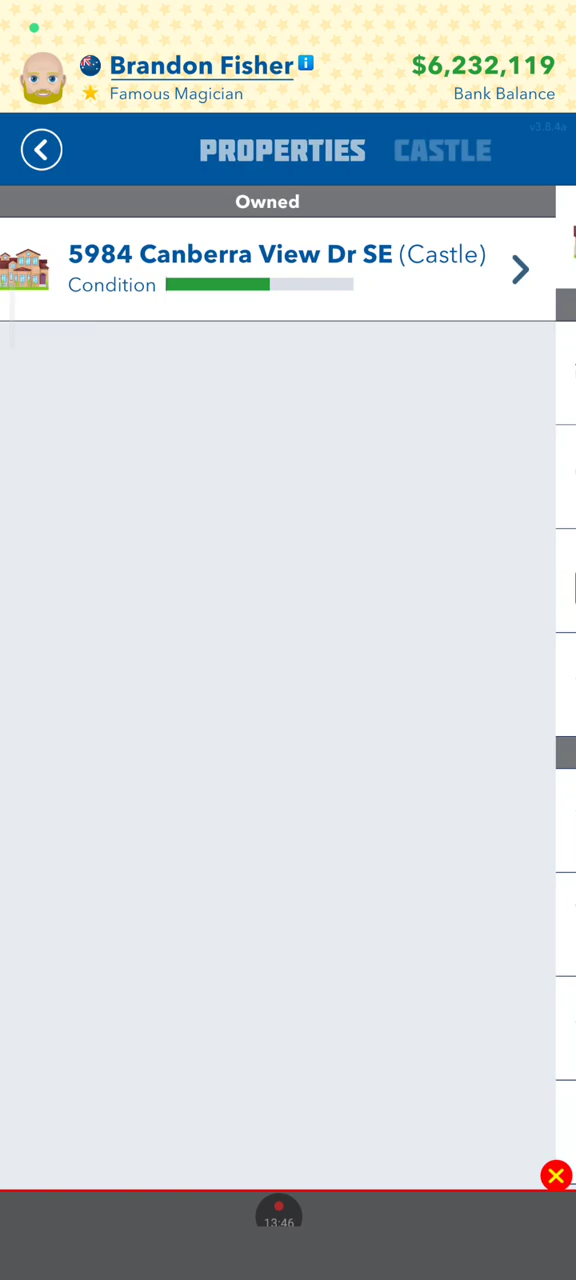 Brandon Fisher i
$6,232,119
Famous Magician
Bank Balance
v3.8.4a
PROPERTIES CASTLE
Owned
5984 Canberra View Dr SE (Castle)
Condition
13:46